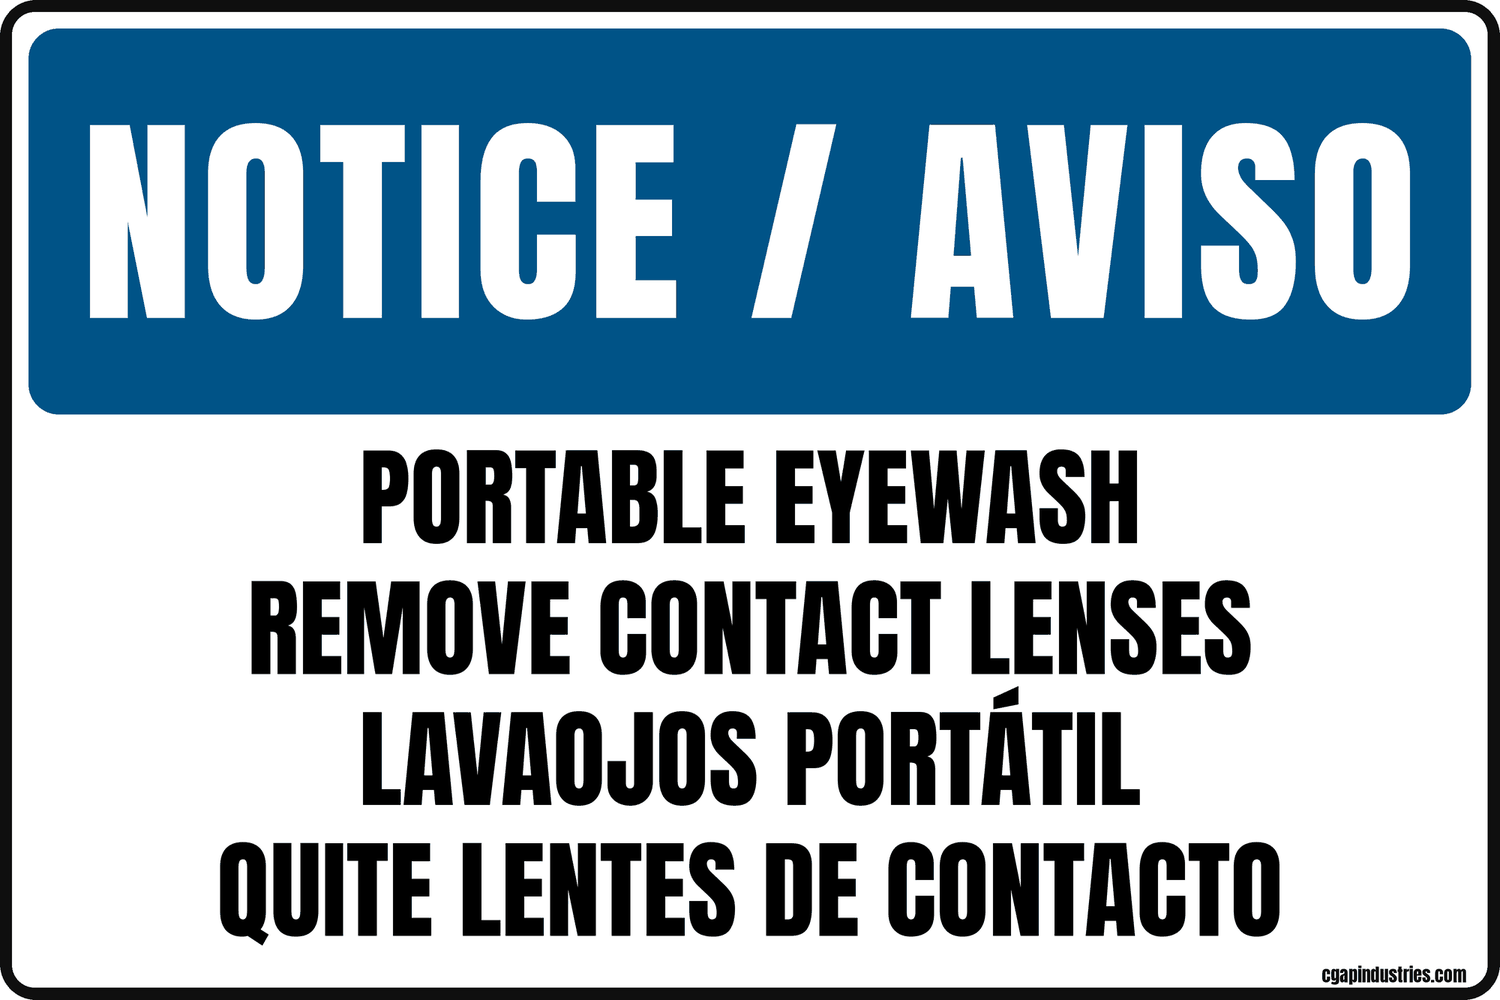 NOTICE / AVISO
PORTABLE EYEWASH
REMOVE CONTACT LENSES
LAVAOJOS PORTÁTIL
QUITE LENTES DE CONTACTO
cgapindustries.com